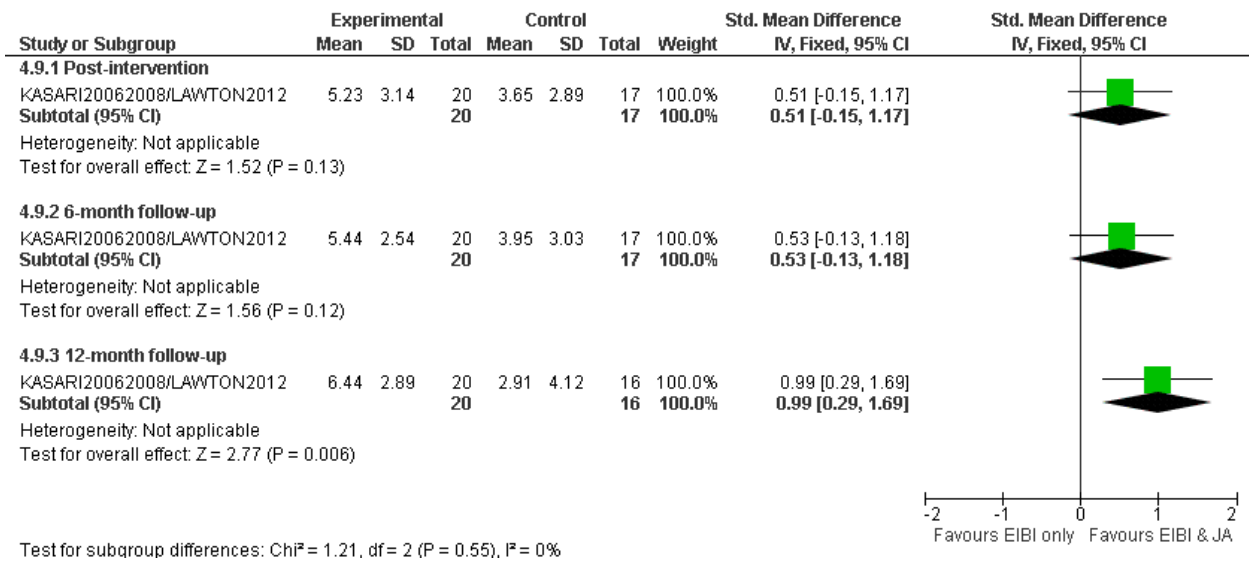 Experimental Control Std. Mean Difference Std. Mean Difference
Study or Subgroup Mean SD Total Mean SD Total Weight IV, Fixed, 95% CI IV, Fixed, 95% CI
4.9.1 Post-intervention
KASARI20062008/LAWTON2012 5.23 3.14 20 3.65 2.89 17 100.0% 0.51 [-0.15, 1.17]
Subtotal (95% CI) 20 17 100.0% 0.51 [-0.15, 1.17]
Heterogeneity: Not applicable
Test for overall effect: Z = 1.52 (P = 0.13)
4.9.2 6-month follow-up
KASARI20062008/LAWTON2012 5.44 2.54 20 3.95 3.03 17 100.0% 0.53 [-0.13, 1.18]
Subtotal (95% CI) 20 17 100.0% 0.53 [-0.13, 1.18]
Heterogeneity: Not applicable
Test for overall effect: Z = 1.56 (P = 0.12)
4.9.3 12-month follow-up
KASARI20062008/LAWTON2012 6.44 2.89 20 2.91 4.12 16 100.0% 0.99 [0.29, 1.69]
Subtotal (95% CI) 20 16 100.0% 0.99 [0.29, 1.69]
Heterogeneity: Not applicable
Test for overall effect: Z = 2.77 (P = 0.006)
-2 -1 0 1 2
Favours EIBI only Favours EIBI & JA
Test for subgroup differences: Chi² = 1.21, df = 2 (P = 0.55), I² = 0%